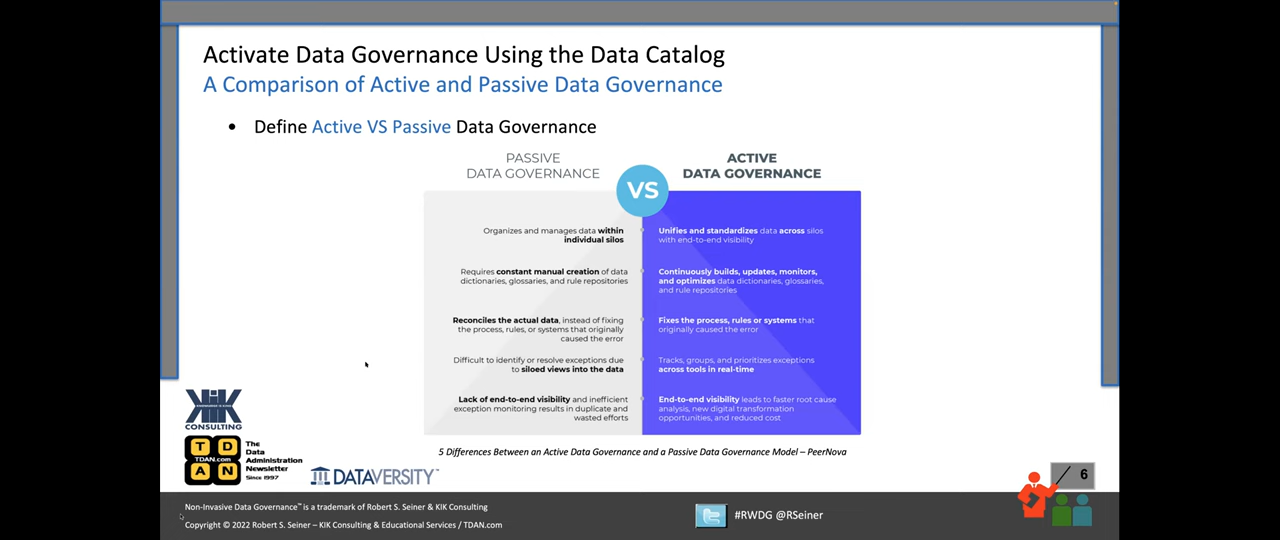 Activate Data Governance Using the Data Catalog
A Comparison of Active and Passive Data Governance
• Define Active VS Passive Data Governance
PASSIVE
DATA GOVERNANCE
VS
ACTIVE
DATA GOVERNANCE
Organizes and manages data within
individual silos
Unifies and standardizes data across silos
with end-to-end visibility
Requires constant manual creation of data
dictionaries, glossaries, and rule repositories
Continuously builds, updates, monitors,
and optimizes data dictionaries, glossaries,
and rule repositories
Reconciles the actual data, instead of fixing
the process, rules, or systems that originally
caused the error
Fixes the process, rules or systems that
originally caused the error
Difficult to identify or resolve exceptions due
to siloed views into the data
Tracks, groups, and prioritizes exceptions
across tools in real-time
Lack of end-to-end visibility and inefficient
exception monitoring results in duplicate and
wasted efforts
End-to-end visibility leads to faster root cause
analysis, new digital transformation
opportunities, and reduced cost
5 Differences Between an Active Data Governance and a Passive Data Governance Model – PeerNova
KIK
CONSULTING
T D
TDAN.com
A N
The
Data
Administration
Newsletter
Since 1997
DATAVERSITY
6
Non-Invasive Data Governance™ is a trademark of Robert S. Seiner & KIK Consulting
Copyright © 2022 Robert S. Seiner – KIK Consulting & Educational Services / TDAN.com
#RWDG @RSeiner